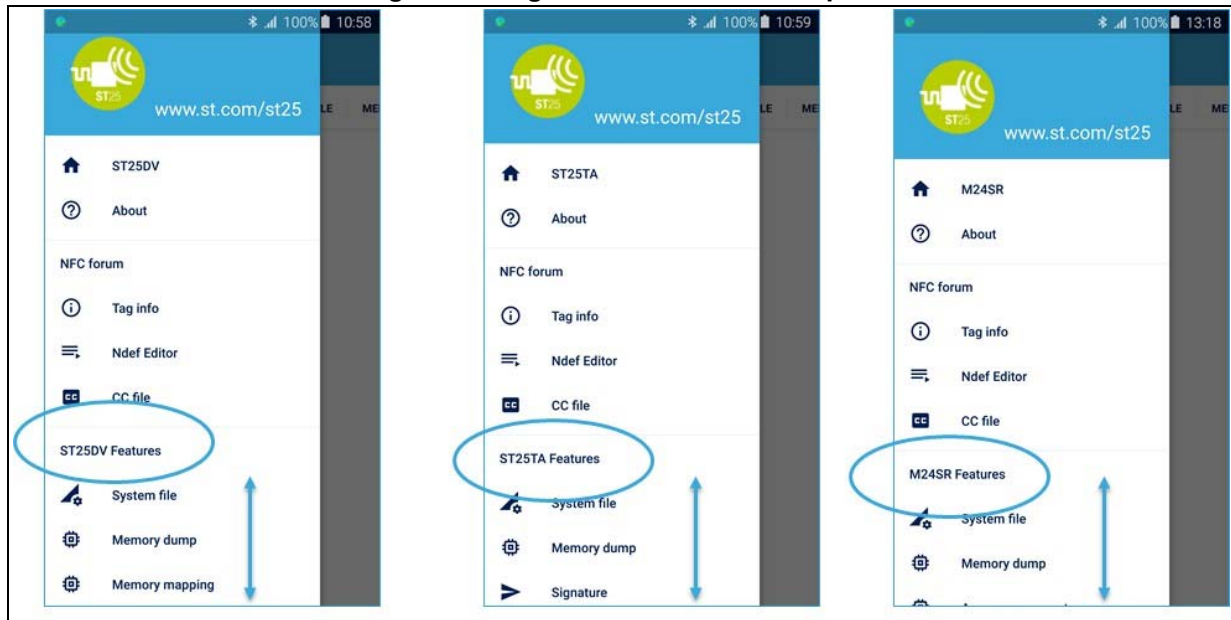 100% 10:58
ST25
www.st.com/st25
LE ME
ST25DV
About
NFC forum
Tag info
Ndef Editor
CC file
ST25DV Features
System file
Memory dump
Memory mapping
100% 10:59
ST25
www.st.com/st25
LE ME
ST25TA
About
NFC forum
Tag info
Ndef Editor
CC file
ST25TA Features
System file
Memory dump
Signature
100% 13:18
ST25
www.st.com/st25
LE ME
M24SR
About
NFC forum
Tag info
Ndef Editor
CC file
M24SR Features
System file
Memory dump